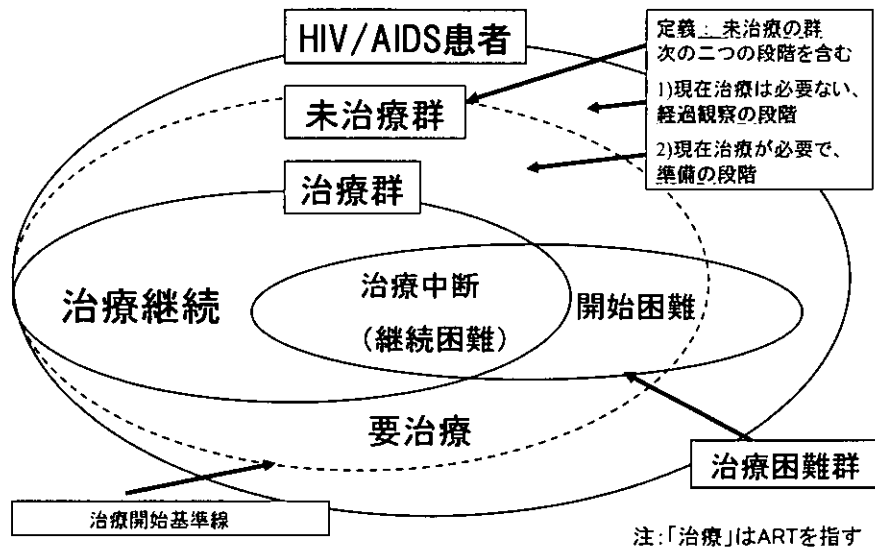 HIV/AIDS患者
定義：未治療の群
次の二つの段階を含む
1)現在治療は必要ない、
経過観察の段階
2)現在治療が必要で、
準備の段階
未治療群
治療群
治療継続
治療中断
(継続困難)
開始困難
要治療
治療困難群
治療開始基準線
注:「治療」はARTを指す